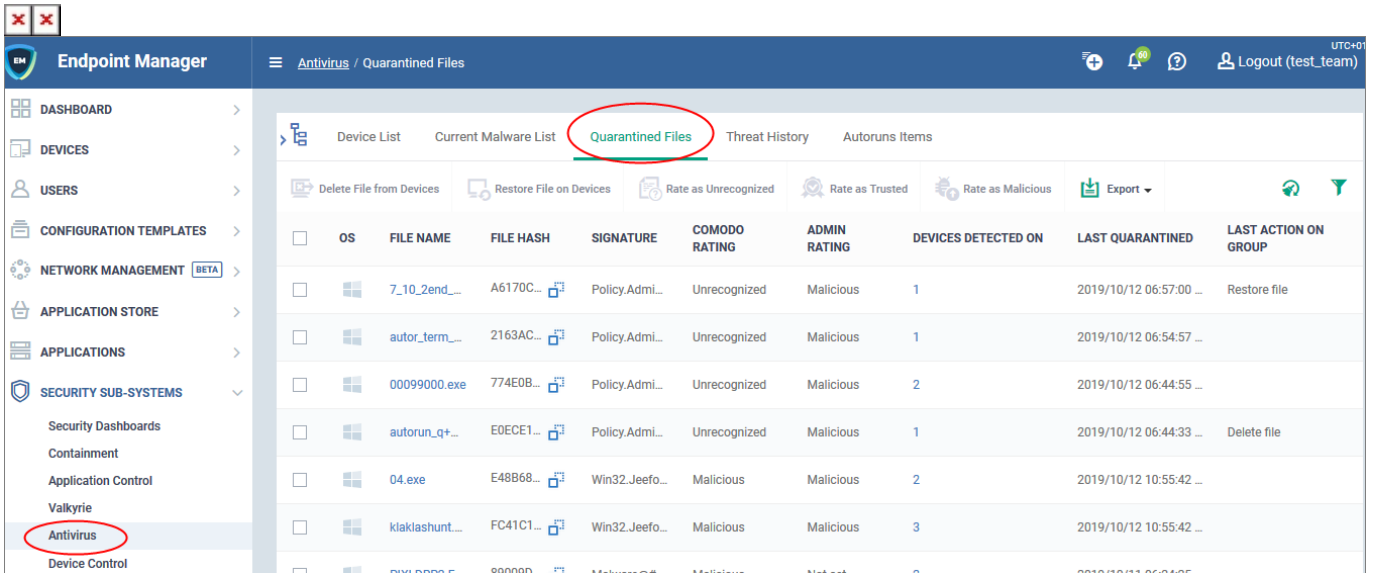 EM Endpoint Manager
Antivirus / Quarantined Files
60
UTC+01
Logout (test_team)
DASHBOARD
DEVICES
USERS
CONFIGURATION TEMPLATES
NETWORK MANAGEMENT BETA
APPLICATION STORE
APPLICATIONS
SECURITY SUB-SYSTEMS
Security Dashboards
Containment
Application Control
Valkyrie
Antivirus
Device Control
Device List Current Malware List Quarantined Files Threat History Autoruns Items
Delete File from Devices Restore File on Devices Rate as Unrecognized Rate as Trusted Rate as Malicious Export
OS FILE NAME FILE HASH SIGNATURE COMODO RATING ADMIN RATING DEVICES DETECTED ON LAST QUARANTINED LAST ACTION ON GROUP
7_10_2end_... A6170C... Policy.Admi... Unrecognized Malicious 1 2019/10/12 06:57:00 ... Restore file
autor_term_... 2163AC... Policy.Admi... Unrecognized Malicious 1 2019/10/12 06:54:57 ...
00099000.exe 774E0B... Policy.Admi... Unrecognized Malicious 2 2019/10/12 06:44:55 ...
autorun_q+... E0ECE1... Policy.Admi... Unrecognized Malicious 1 2019/10/12 06:44:33 ... Delete file
04.exe E48B68... Win32.Jeefo... Malicious Malicious 2 2019/10/12 10:55:42 ...
klaklashunt.... FC41C1... Win32.Jeefo... Malicious Malicious 3 2019/10/12 10:55:42 ...